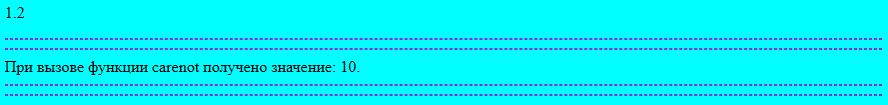 1.2
При вызове функции carenot получено значение: 10.